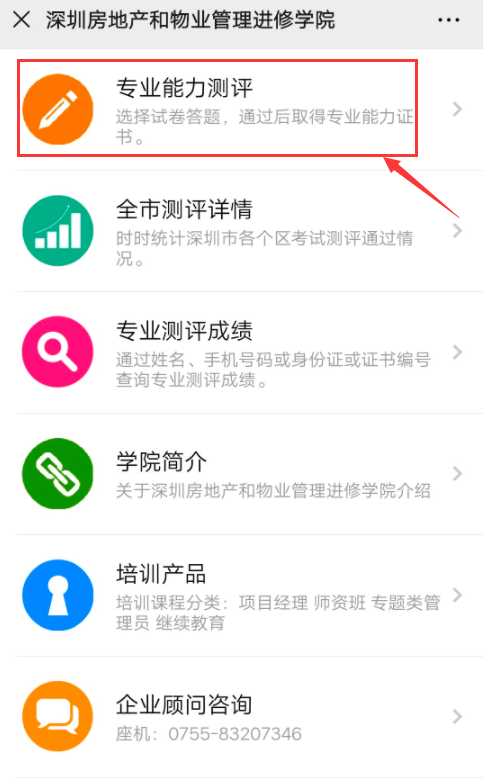 深圳房地产和物业管理进修学院
专业能力测评
选择试卷答题，通过后取得专业能力证
书。
全市测评详情
时时统计深圳市各个区考试测评通过情
况。
专业测评成绩
通过姓名、手机号码或身份证或证书编号
查询专业测评成绩。
学院简介
关于深圳房地产和物业管理进修学院介绍
培训产品
培训课程分类：项目经理 师资班 专题类管
理员 继续教育
企业顾问咨询
座机：0755-83207346